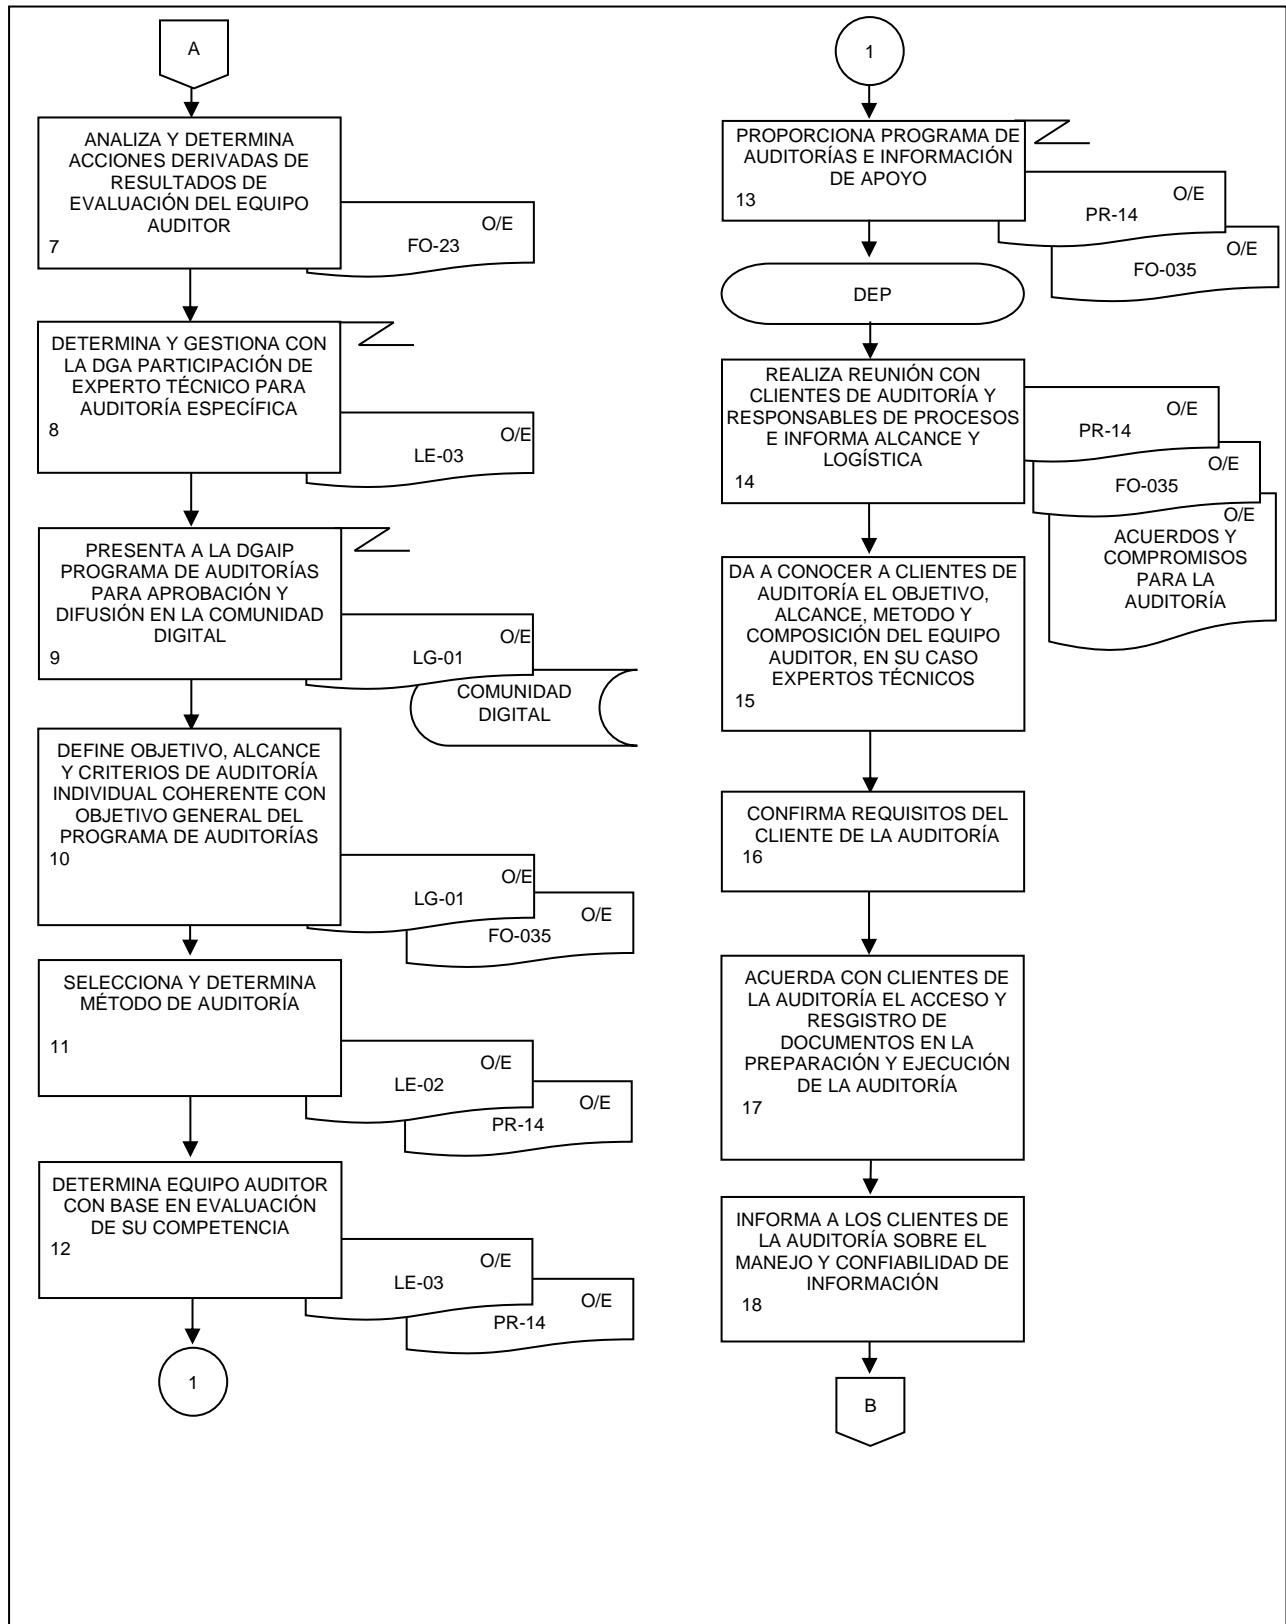 A
ANALIZA Y DETERMINA
ACCIONES DERIVADAS DE
RESULTADOS DE
EVALUACIÓN DEL EQUIPO
AUDITOR
7
O/E
FO-23
DETERMINA Y GESTIONA CON
LA DGA PARTICIPACIÓN DE
EXPERTO TÉCNICO PARA
AUDITORÍA ESPECÍFICA
8
O/E
LE-03
PRESENTA A LA DGAIP
PROGRAMA DE AUDITORÍAS
PARA APROBACIÓN Y
DIFUSIÓN EN LA COMUNIDAD
DIGITAL
9
O/E
LG-01
COMUNIDAD
DIGITAL
DEFINE OBJETIVO, ALCANCE
Y CRITERIOS DE AUDITORÍA
INDIVIDUAL COHERENTE CON
OBJETIVO GENERAL DEL
PROGRAMA DE AUDITORÍAS
10
O/E
LG-01
O/E
FO-035
SELECCIONA Y DETERMINA
MÉTODO DE AUDITORÍA
11
O/E
LE-02
O/E
PR-14
DETERMINA EQUIPO AUDITOR
CON BASE EN EVALUACIÓN
DE SU COMPETENCIA
12
O/E
LE-03
O/E
PR-14
1
1
PROPORCIONA PROGRAMA DE
AUDITORÍAS E INFORMACIÓN
DE APOYO
13
O/E
PR-14
O/E
FO-035
DEP
REALIZA REUNIÓN CON
CLIENTES DE AUDITORÍA Y
RESPONSABLES DE PROCESOS
E INFORMA ALCANCE Y
LOGÍSTICA
14
O/E
PR-14
O/E
FO-035
O/E
ACUERDOS Y
COMPROMISOS
PARA LA
AUDITORÍA
DA A CONOCER A CLIENTES DE
AUDITORÍA EL OBJETIVO,
ALCANCE, METODO Y
COMPOSICIÓN DEL EQUIPO
AUDITOR, EN SU CASO
EXPERTOS TÉCNICOS
15
CONFIRMA REQUISITOS DEL
CLIENTE DE LA AUDITORÍA
16
ACUERDA CON CLIENTES DE
LA AUDITORÍA EL ACCESO Y
RESGISTRO DE
DOCUMENTOS EN LA
PREPARACIÓN Y EJECUCIÓN
DE LA AUDITORÍA
17
INFORMA A LOS CLIENTES DE
LA AUDITORÍA SOBRE EL
MANEJO Y CONFIABILIDAD DE
INFORMACIÓN
18
B